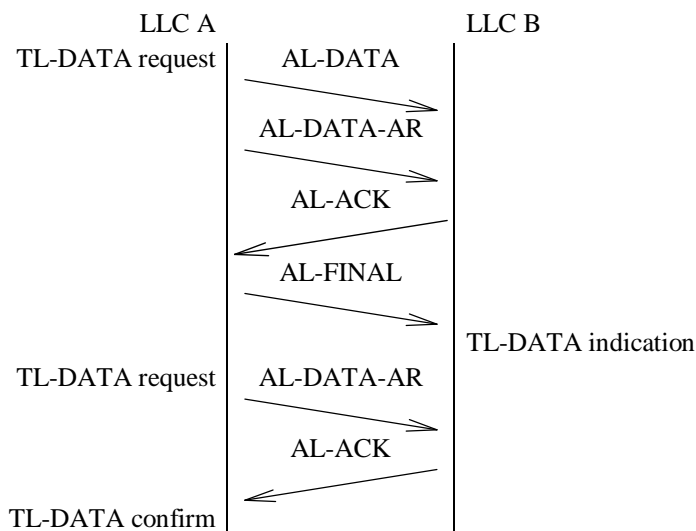 LLC A LLC B
TL-DATA request AL-DATA
AL-DATA-AR
AL-ACK
AL-FINAL
TL-DATA indication
TL-DATA request AL-DATA-AR
AL-ACK
TL-DATA confirm